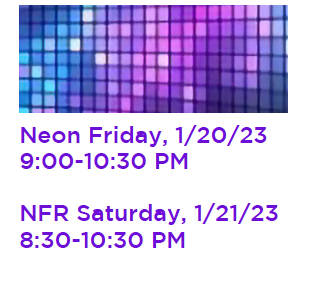 Neon Friday, 1/20/23
9:00-10:30 PM
NFR Saturday, 1/21/23
8:30-10:30 PM